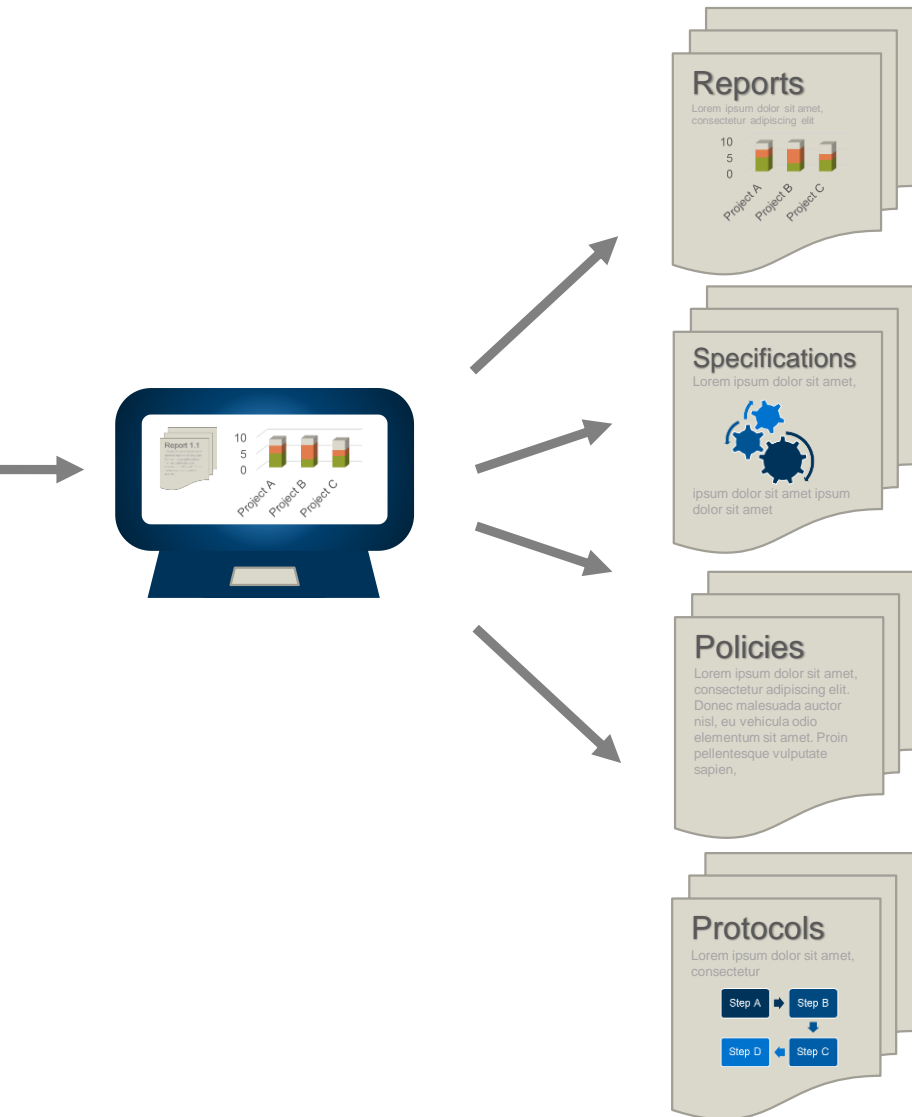 Reports
Lorem ipsum dolor sit amet,
consectetur adipiscing elit
10
5
0
Project A
Project B
Project C
Specifications
Lorem ipsum dolor sit amet,
ipsum dolor sit amet ipsum
dolor sit amet
Report 1.1
10
5
0
Project A
Project B
Project C
Policies
Lorem ipsum dolor sit amet,
consectetur adipiscing elit.
Donec malesuada auctor
nisl, eu vehicula odio
elementum sit amet. Proin
pellentesque vulputate
sapien,
Protocols
Lorem ipsum dolor sit amet,
consectetur
Step A
Step B
Step D
Step C